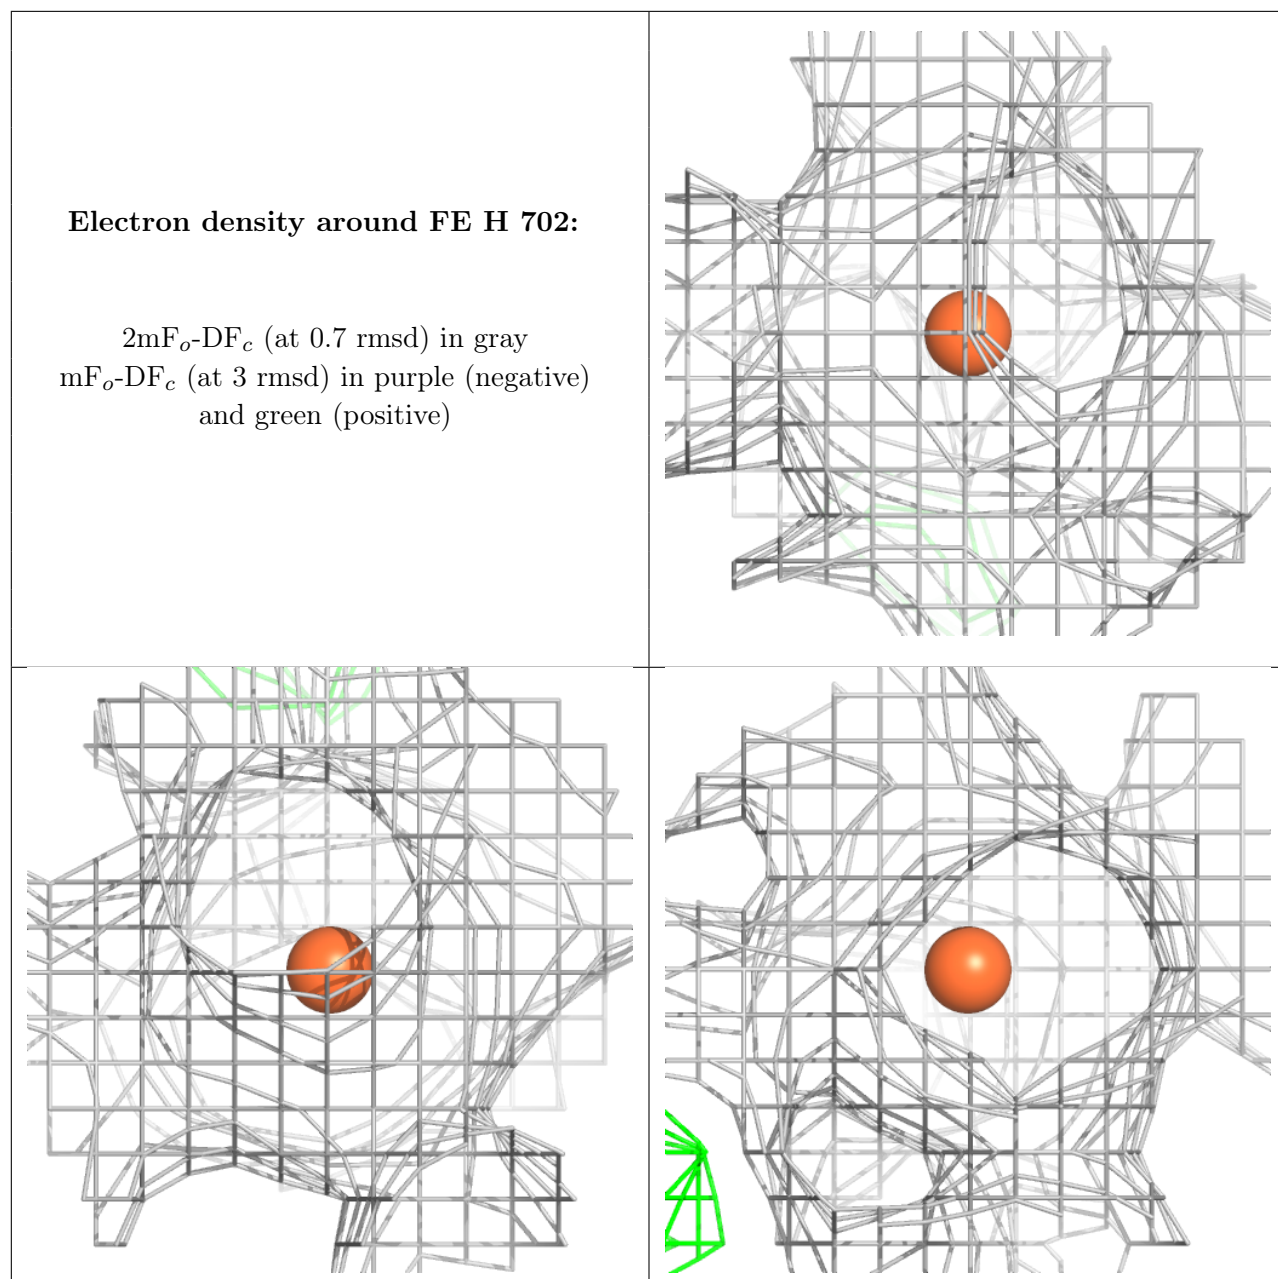 Electron density around FE H 702:
2mFo-DFc (at 0.7 rmsd) in gray
mFo-DFc (at 3 rmsd) in purple (negative)
and green (positive)